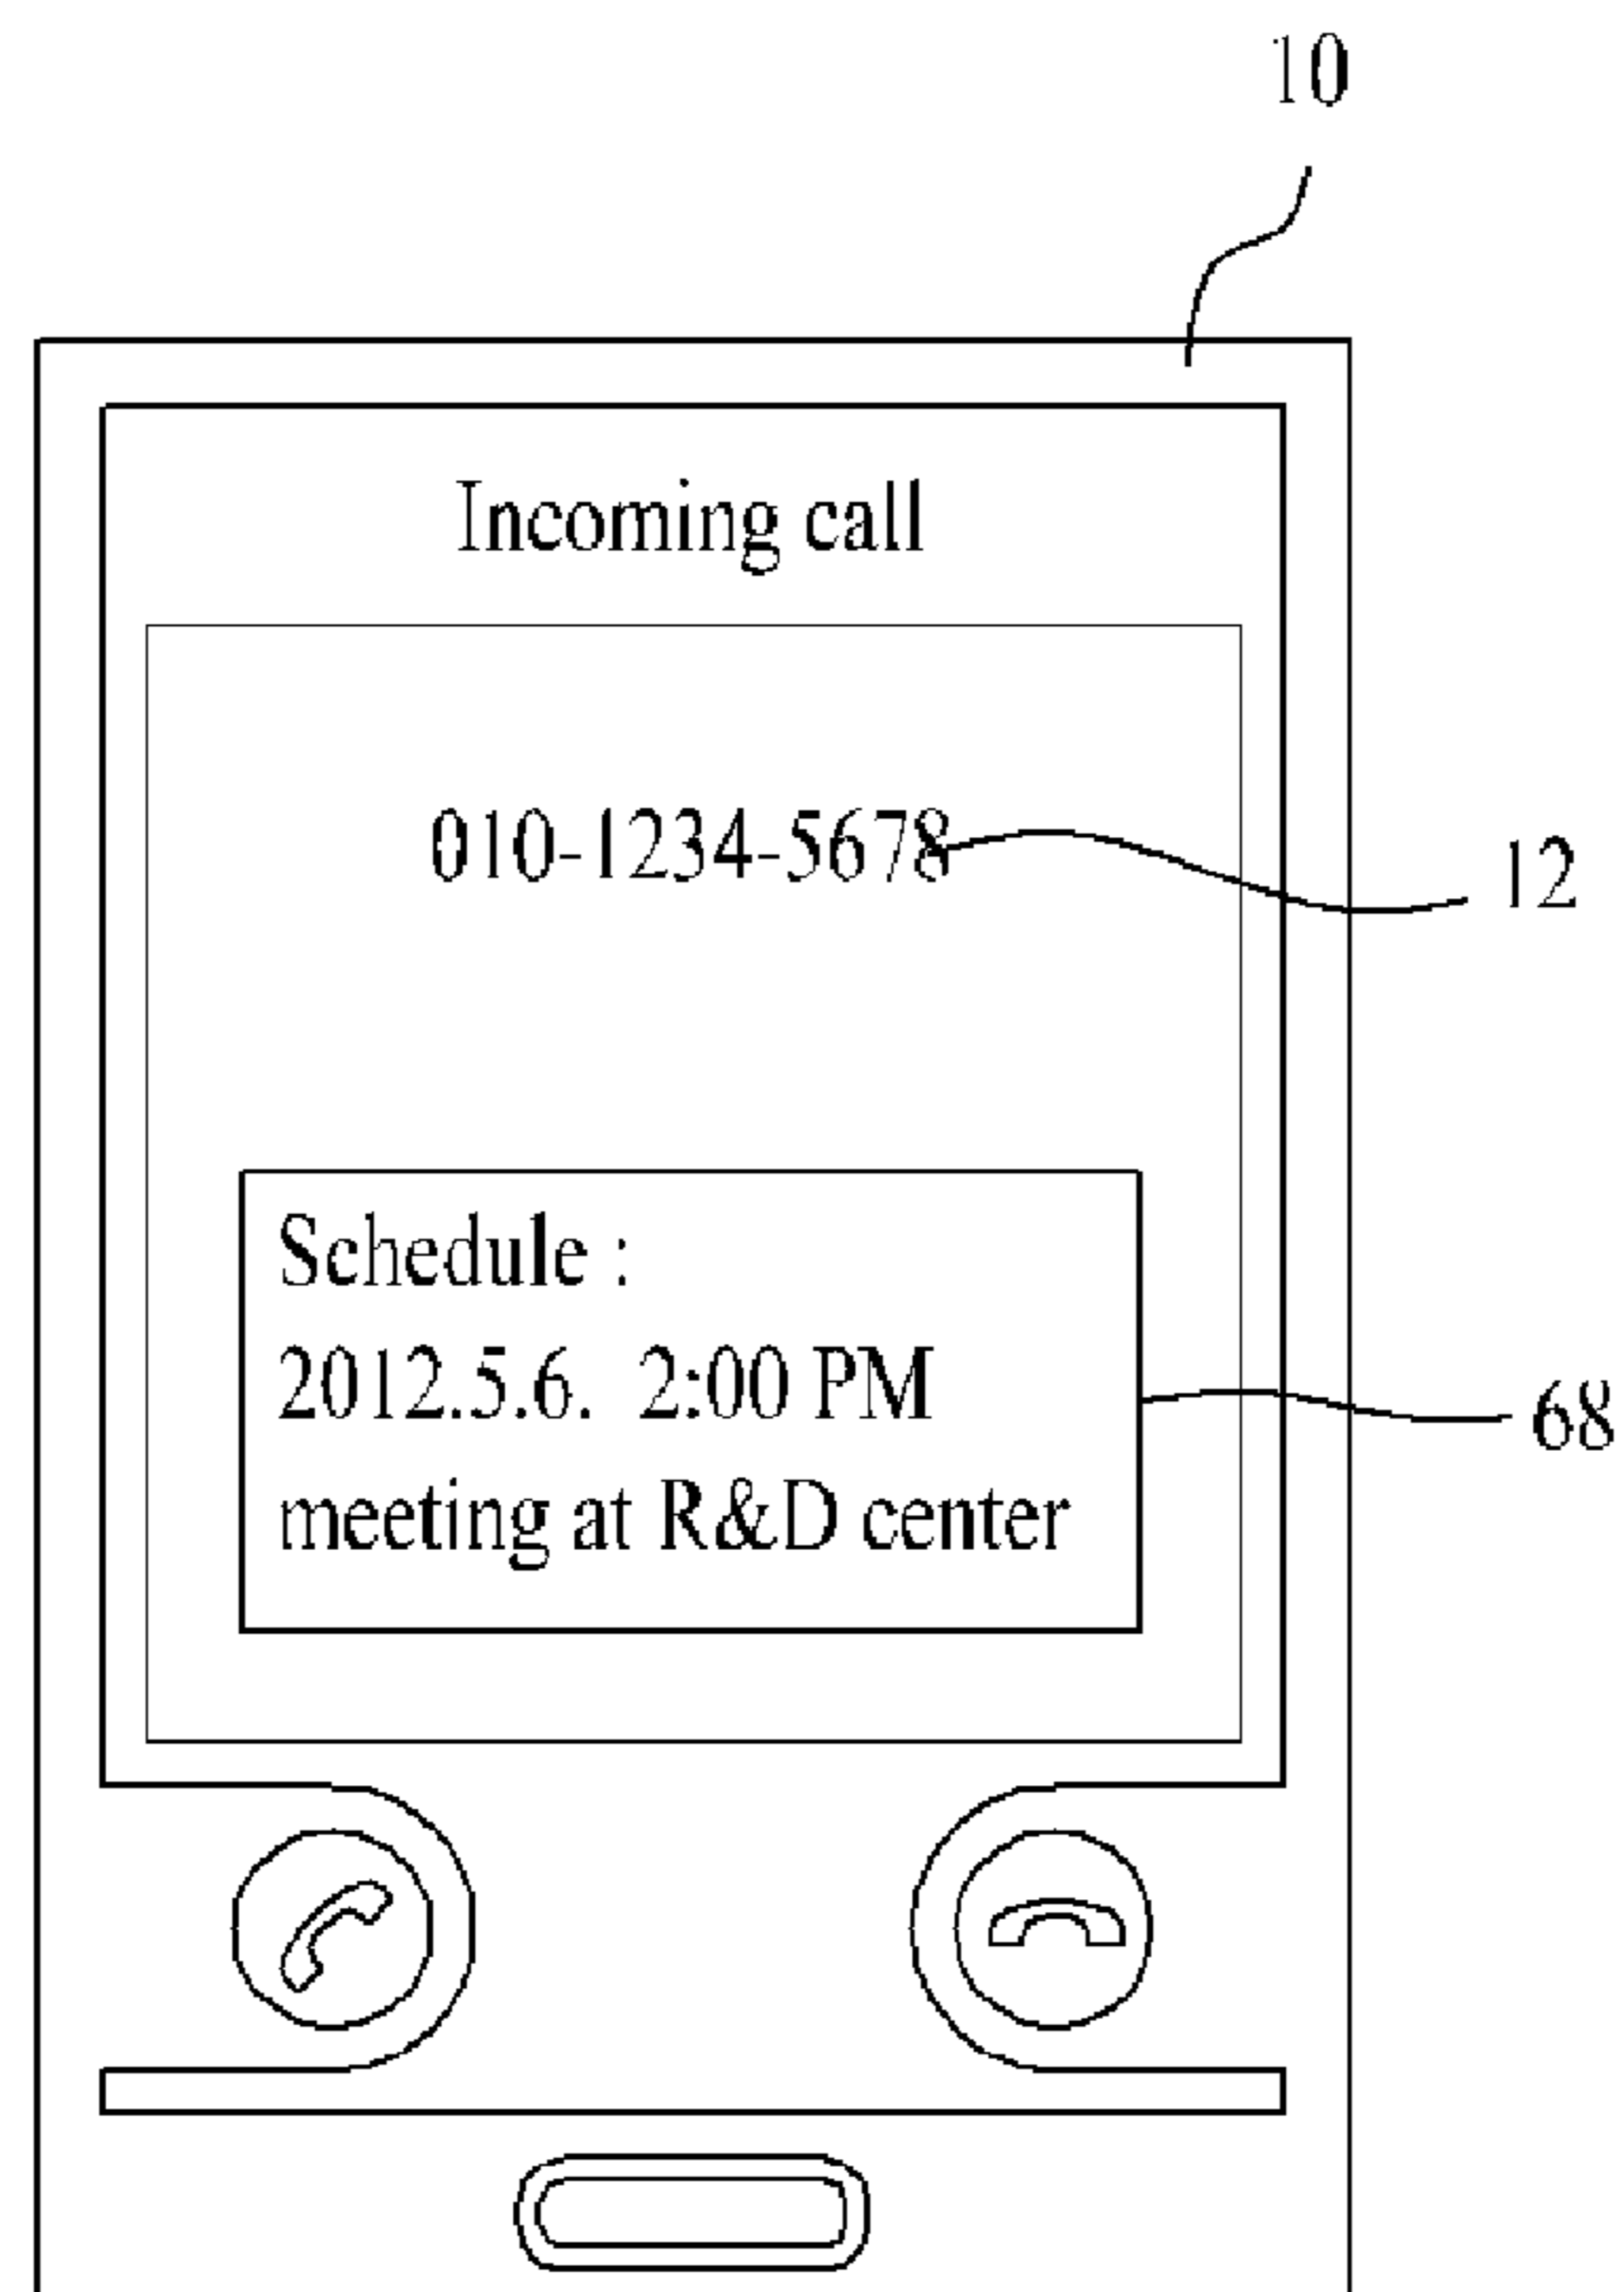 10
Incoming call
010-1234-5678
12
Schedule :
2012.5.6. 2:00 PM
68
meeting at R&D center